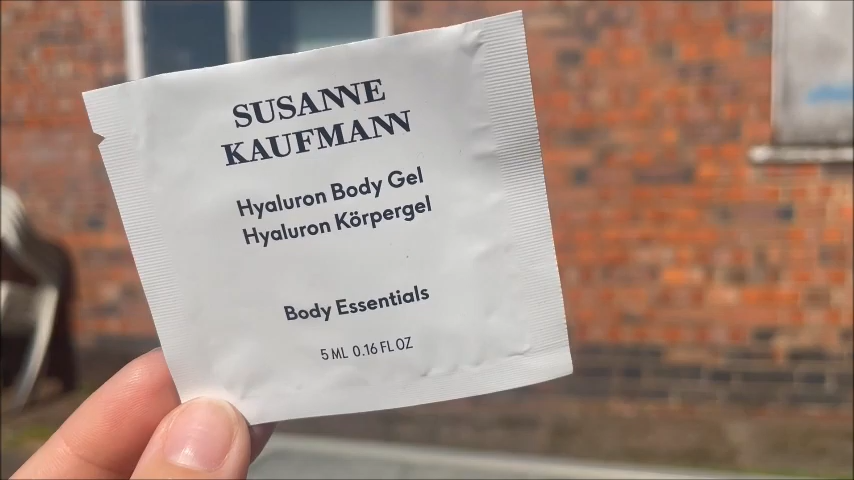 SUSANNE
KAUFMANN
Hyaluron Body Gel
Hyaluron Körpergel
Body Essentials
5 ML 0.16 FL OZ